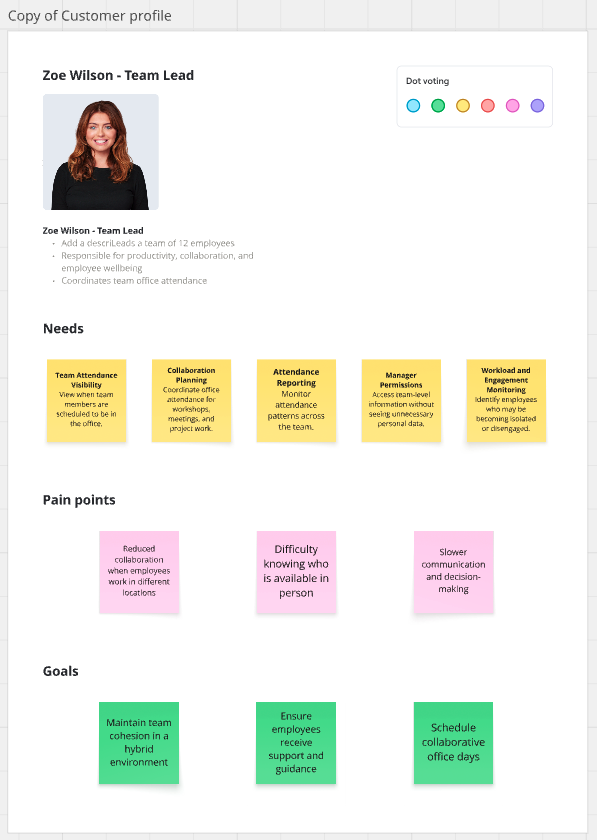 Copy of Customer profile
Zoe Wilson - Team Lead
Dot voting
Zoe Wilson - Team Lead
Add a descriLeads a team of 12 employees
Responsible for productivity, collaboration, and
employee wellbeing
Coordinates team office attendance
Needs
Team Attendance
Visibility
View when team
members are
scheduled to be in
the office.
Collaboration
Planning
Coordinate office
attendance for
workshops,
meetings, and
project work.
Attendance
Reporting
Monitor
attendance
patterns across
the team.
Manager
Permissions
Access team-level
information without
seeing unnecessary
personal data.
Workload and
Engagement
Monitoring
Identify employees
who may be
becoming isolated
or disengaged.
Pain points
Reduced
collaboration
when employees
work in different
locations
Difficulty
knowing who
is available in
person
Slower
communication
and decision-
making
Goals
Maintain team
cohesion in a
hybrid
environment
Ensure
employees
receive
support and
guidance
Schedule
collaborative
office days